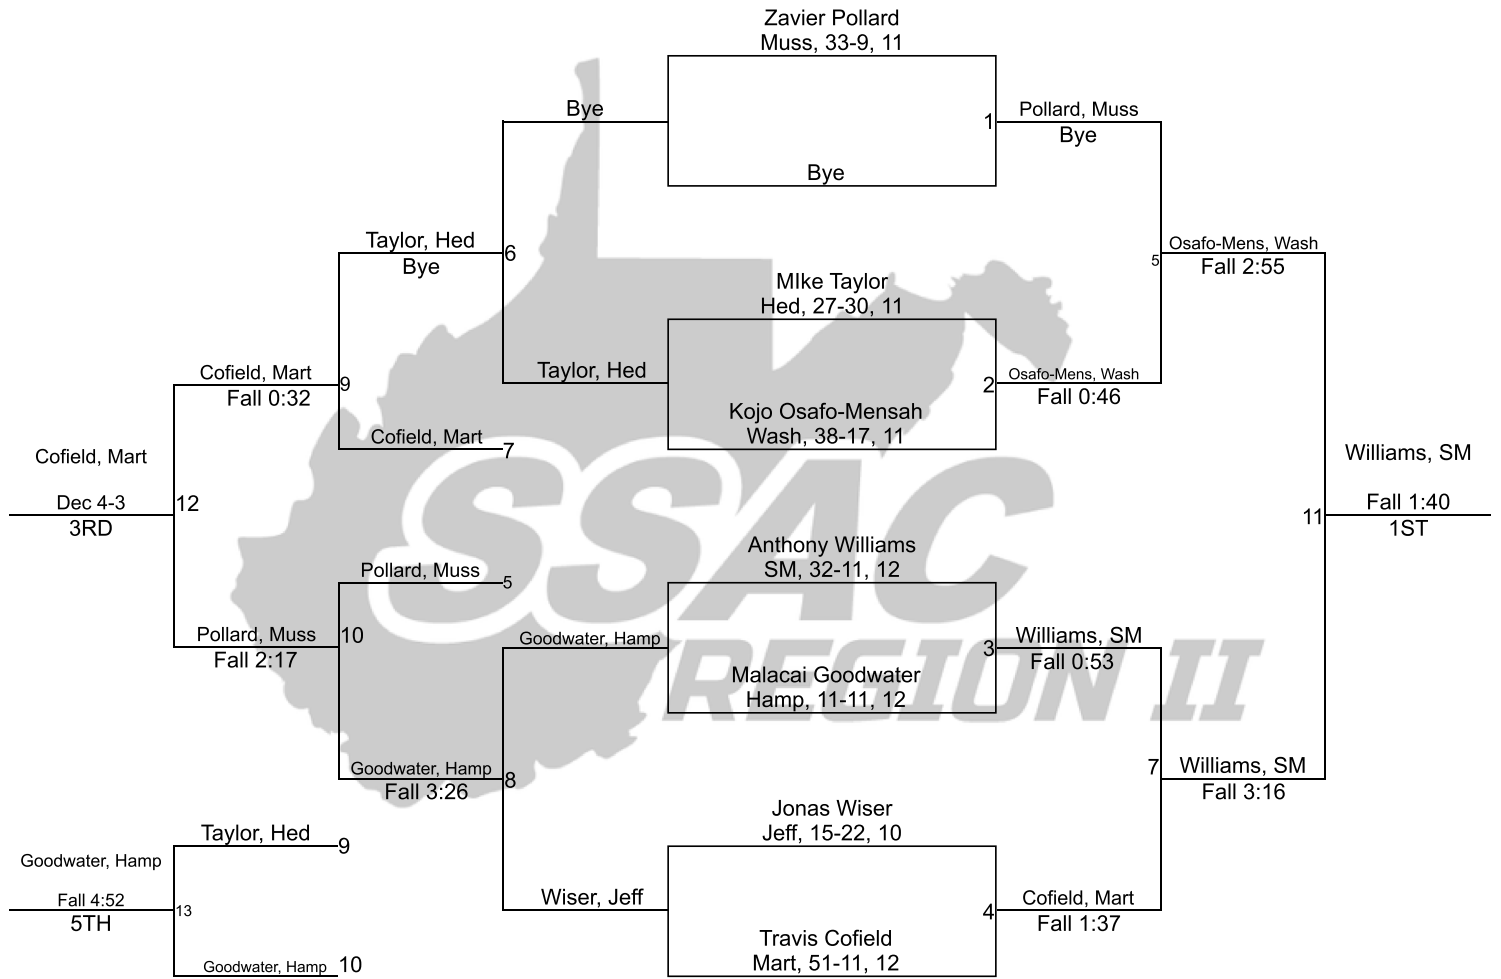 Zavier Pollard
Muss, 33-9, 11
Bye
1
Pollard, Muss
Bye
Bye
Taylor, Hed
Bye
6
5
Osafo-Mens, Wash
Fall 2:55
MIke Taylor
Hed, 27-30, 11
Taylor, Hed
2
Osafo-Mens, Wash
Fall 0:46
Kojo Osafo-Mensah
Wash, 38-17, 11
Cofield, Mart
Fall 0:32
9
Cofield, Mart
7
Cofield, Mart
Dec 4-3
3RD
12
Williams, SM
Fall 1:40
1ST
11
SSAC
REGION II
Anthony Williams
SM, 32-11, 12
Pollard, Muss
5
Pollard, Muss
Fall 2:17
10
Goodwater, Hamp
3
Williams, SM
Fall 0:53
Malacai Goodwater
Hamp, 11-11, 12
Goodwater, Hamp
Fall 3:26
8
7
Williams, SM
Fall 3:16
Jonas Wiser
Jeff, 15-22, 10
Taylor, Hed
9
Goodwater, Hamp
Fall 4:52
5TH
13
Wiser, Jeff
4
Cofield, Mart
Fall 1:37
Travis Cofield
Mart, 51-11, 12
Goodwater, Hamp
10